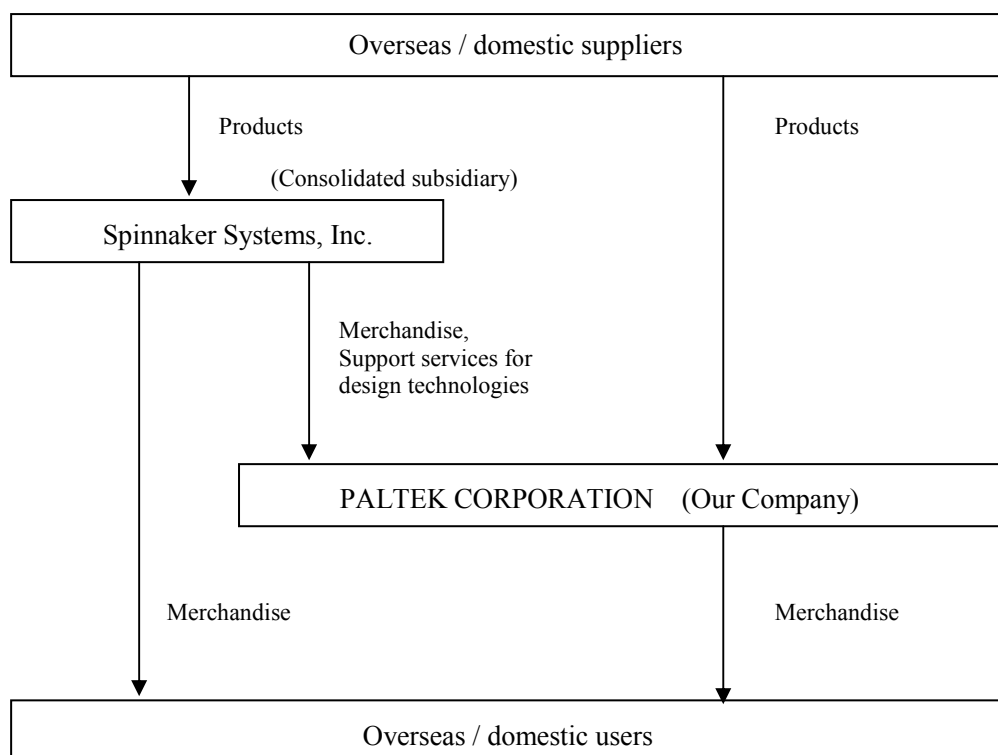 Overseas / domestic suppliers
Products
Products
(Consolidated subsidiary)
Spinnaker Systems, Inc.
Merchandise,
Support services for
design technologies
PALTEK CORPORATION (Our Company)
Merchandise
Merchandise
Overseas / domestic users